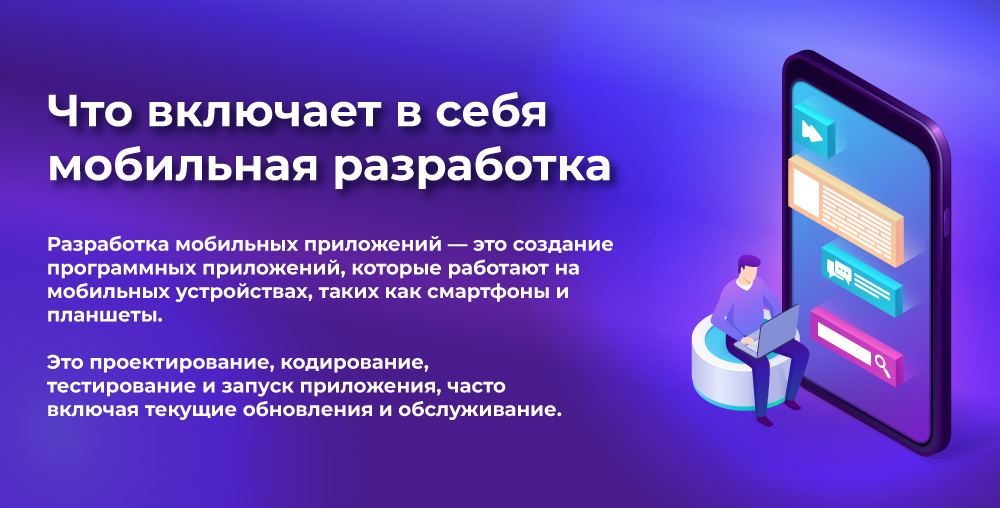 Что включает в себя
мобильная разработка
Разработка мобильных приложений — это создание
программных приложений, которые работают на
мобильных устройствах, таких как смартфоны и
планшеты.
Это проектирование, кодирование,
тестирование и запуск приложения, часто
включая текущие обновления и обслуживание.